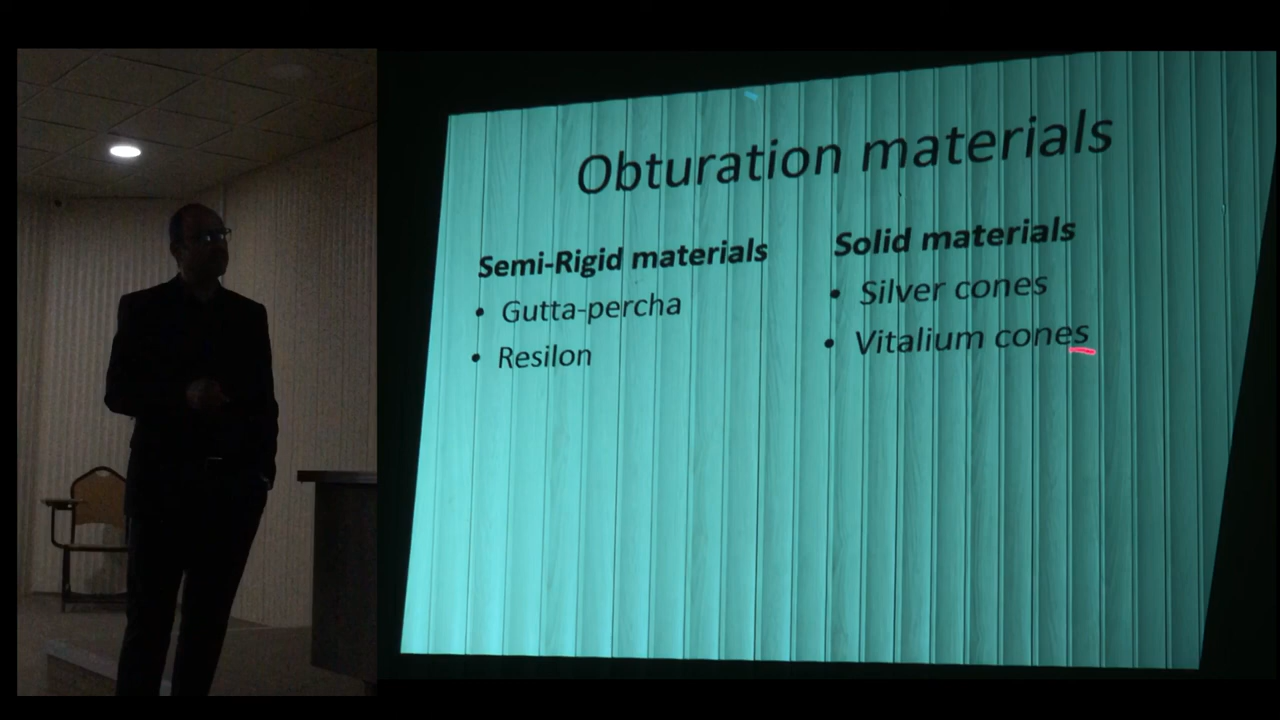 Obturation materials
Semi-Rigid materials
• Gutta-percha
• Resilon
Solid materials
• Silver cones
• Vitalium cones